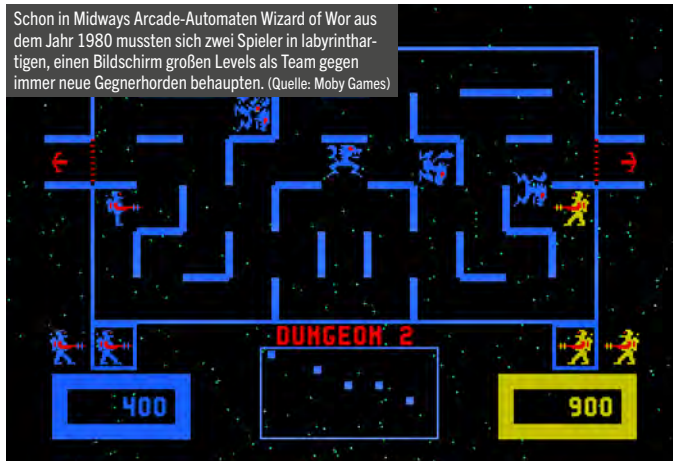 Schon in Midways Arcade-Automaten Wizard of Wor aus
dem Jahr 1980 mussten sich zwei Spieler in labyrinthar-
tigen, einen Bildschirm großen Levels als Team gegen
immer neue Gegnerhorden behaupten. (Quelle: Moby Games)
DUNGEON 2
400
900